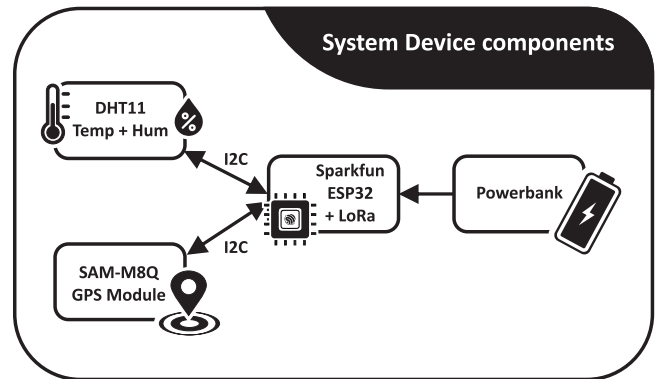 System Device components
DHT11
Temp + Hum
%
I2C
Sparkfun
ESP32
+ LoRa
Powerbank
I2C
SAM-M8Q
GPS Module